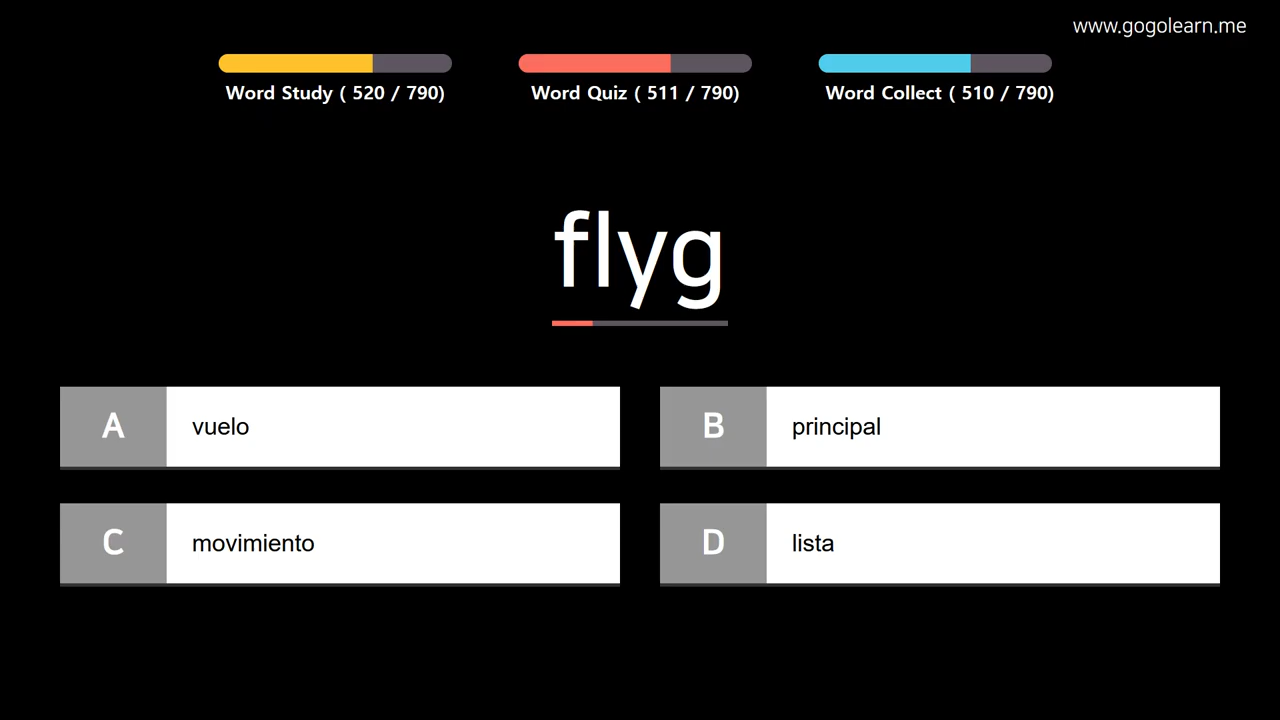 www.gogolearn.me
Word Study ( 520 / 790)
Word Quiz ( 511 / 790)
Word Collect ( 510 / 790)
flyg
A vuelo
B principal
C movimiento
D lista